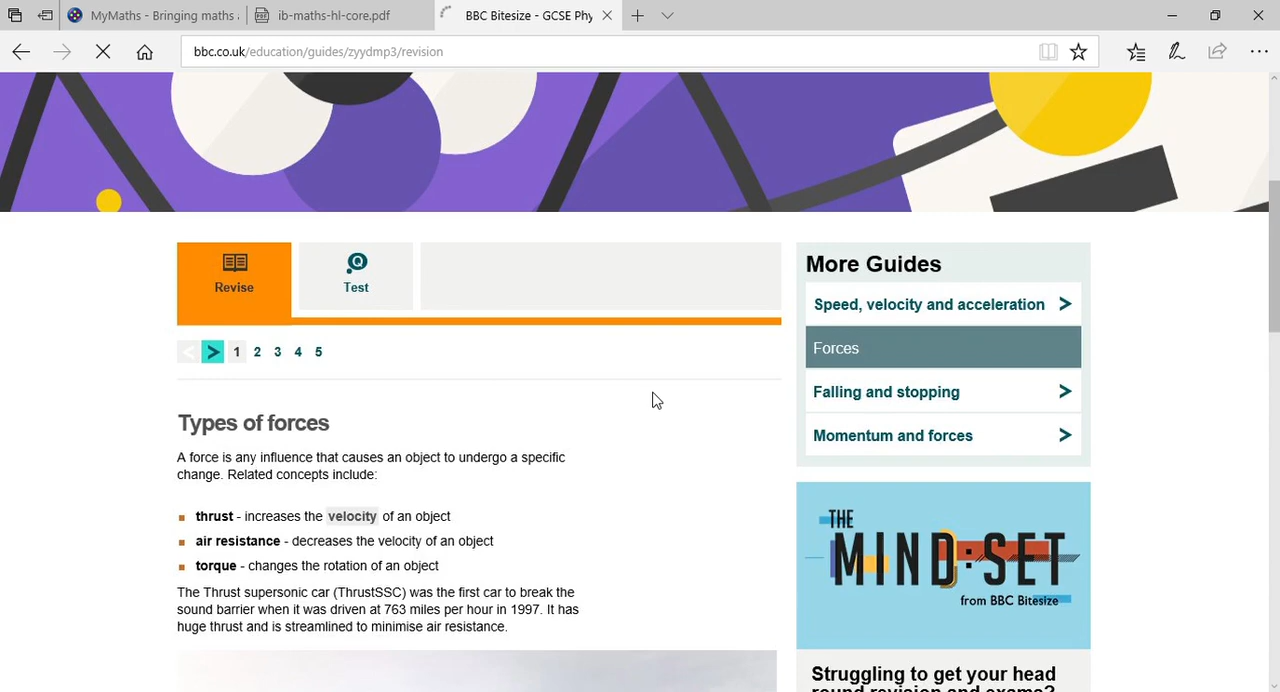 MyMaths - Bringing maths
ib-maths-hl-core.pdf
BBC Bitesize - GCSE Phy
bbc.co.uk/education/guides/zyydmp3/revision
Revise
Test
< > 1 2 3 4 5
Types of forces
A force is any influence that causes an object to undergo a specific
change. Related concepts include:
thrust - increases the velocity of an object
air resistance - decreases the velocity of an object
torque - changes the rotation of an object
The Thrust supersonic car (ThrustSSC) was the first car to break the
sound barrier when it was driven at 763 miles per hour in 1997. It has
huge thrust and is streamlined to minimise air resistance.
More Guides
Speed, velocity and acceleration >
Forces
Falling and stopping >
Momentum and forces >
THE
MIND:SET
from BBC Bitesize
Struggling to get your head
round revision and exams?